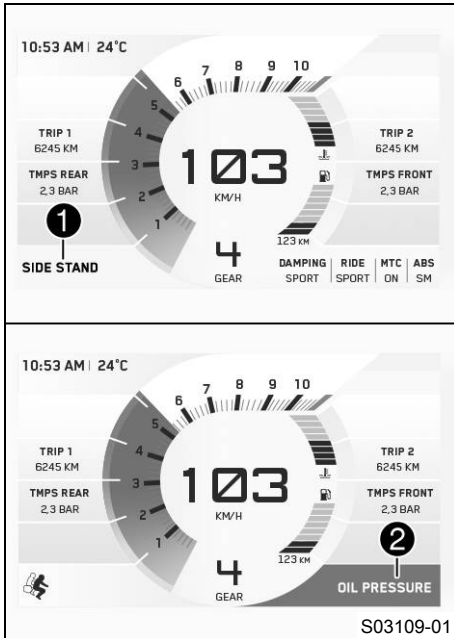 10:53 AM | 24°C
6 7 8 9 10
5
4
3
2
1
TRIP 1
6245 KM
TMPS REAR
2,3 BAR
1
SIDE STAND
103
KM/H
4
GEAR
123 KM
TRIP 2
6245 KM
TMPS FRONT
2,3 BAR
DAMPING | RIDE | MTC | ABS
SPORT | SPORT | ON | SM
10:53 AM | 24°C
6 7 8 9 10
5
4
3
2
1
TRIP 1
6245 KM
TMPS REAR
2,3 BAR
103
KM/H
4
GEAR
123 KM
TRIP 2
6245 KM
TMPS FRONT
2,3 BAR
2
OIL PRESSURE
S03109-01